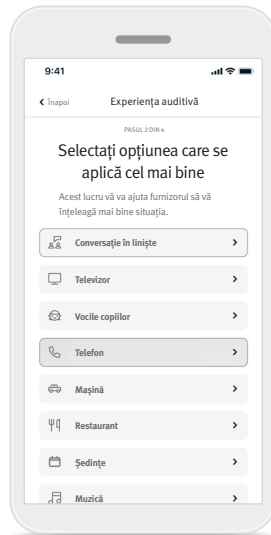 9:41
Înapoi
Experiența auditivă
PASUL 2 DIN 4
Selectați opțiunea care se
aplică cel mai bine
Acest lucru vă va ajuta furnizorul să vă
înțeleagă mai bine situația.
Conversație în liniște
Televizor
Vocile copiilor
Telefon
Mașină
Restaurant
Ședințe
Muzică